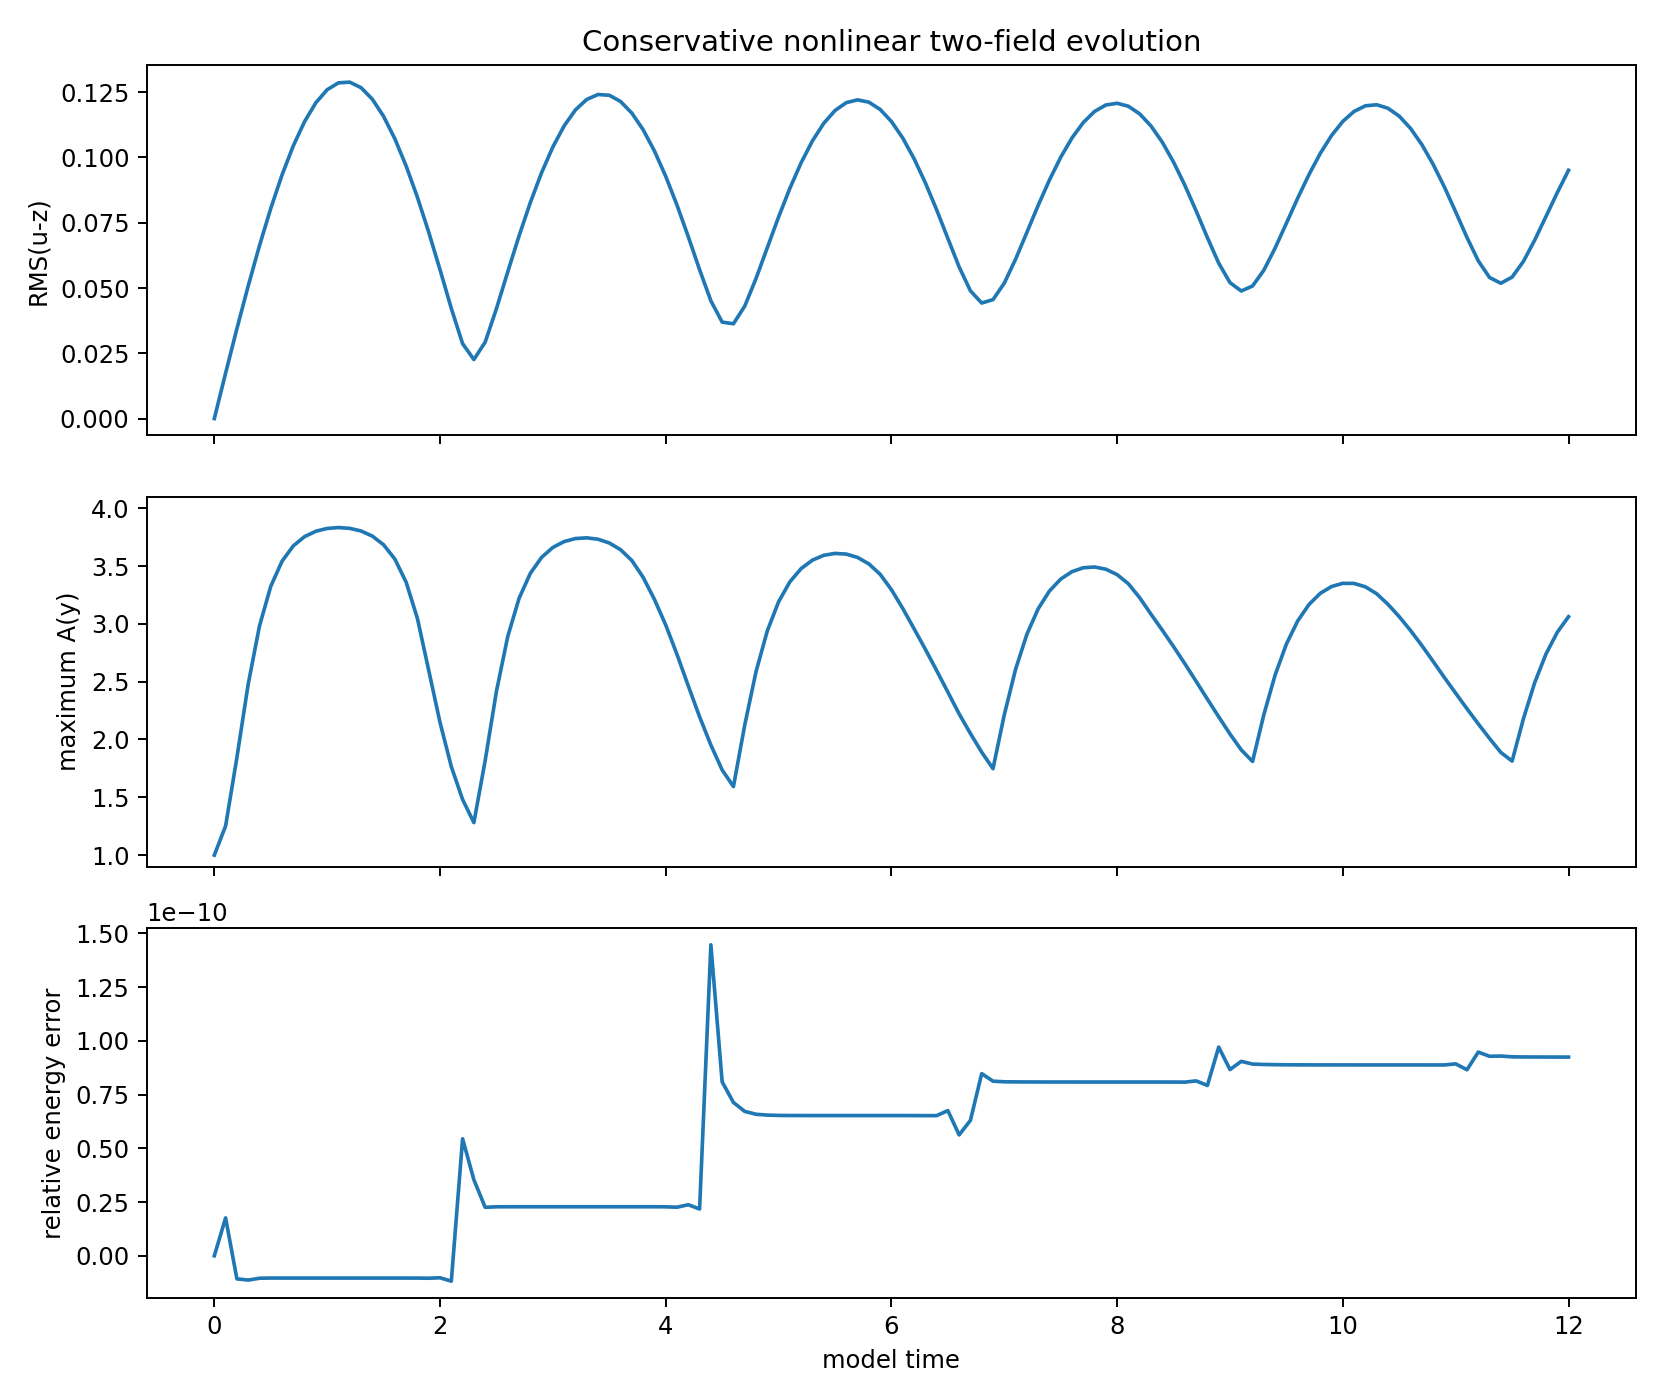 Conservative nonlinear two-field evolution
RMS(u-z)
0.125
0.100
0.075
0.050
0.025
0.000
maximum A(y)
4.0
3.5
3.0
2.5
2.0
1.5
1.0
1e−10
relative energy error
1.50
1.25
1.00
0.75
0.50
0.25
0.00
0 2 4 6 8 10 12
model time